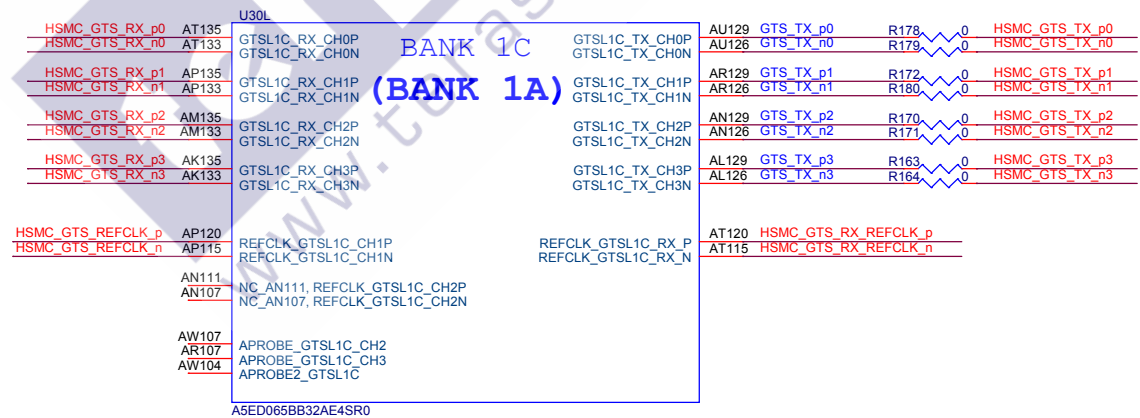 U30L
HSMC_GTS_RX_p0 AT135 GTSL1C_RX_CH0P BANK 1C GTSL1C_TX_CH0P AU129 GTS_TX_p0 R178 0 HSMC_GTS_TX_p0
HSMC_GTS_RX_n0 AT133 GTSL1C_RX_CH0N GTSL1C_TX_CH0N AU126 GTS_TX_n0 R179 0 HSMC_GTS_TX_n0
HSMC_GTS_RX_p1 AP135 GTSL1C_RX_CH1P (BANK 1A) GTSL1C_TX_CH1P AR129 GTS_TX_p1 R172 0 HSMC_GTS_TX_p1
HSMC_GTS_RX_n1 AP133 GTSL1C_RX_CH1N GTSL1C_TX_CH1N AR126 GTS_TX_n1 R180 0 HSMC_GTS_TX_n1
HSMC_GTS_RX_p2 AM135 GTSL1C_RX_CH2P GTSL1C_TX_CH2P AN129 GTS_TX_p2 R170 0 HSMC_GTS_TX_p2
HSMC_GTS_RX_n2 AM133 GTSL1C_RX_CH2N GTSL1C_TX_CH2N AN126 GTS_TX_n2 R171 0 HSMC_GTS_TX_n2
HSMC_GTS_RX_p3 AK135 GTSL1C_RX_CH3P GTSL1C_TX_CH3P AL129 GTS_TX_p3 R163 0 HSMC_GTS_TX_p3
HSMC_GTS_RX_n3 AK133 GTSL1C_RX_CH3N GTSL1C_TX_CH3N AL126 GTS_TX_n3 R164 0 HSMC_GTS_TX_n3
HSMC_GTS_REFCLK_p AP120 REFCLK_GTSL1C_CH1P REFCLK_GTSL1C_RX_P AT120 HSMC_GTS_RX_REFCLK_p
HSMC_GTS_REFCLK_n AP115 REFCLK_GTSL1C_CH1N REFCLK_GTSL1C_RX_N AT115 HSMC_GTS_RX_REFCLK_n
AN111 NC_AN111, REFCLK_GTSL1C_CH2P
AN107 NC_AN107, REFCLK_GTSL1C_CH2N
AW107 APROBE_GTSL1C_CH2
AR107 APROBE_GTSL1C_CH3
AW104 APROBE2_GTSL1C
A5ED065BB32AE4SR0
www.teras